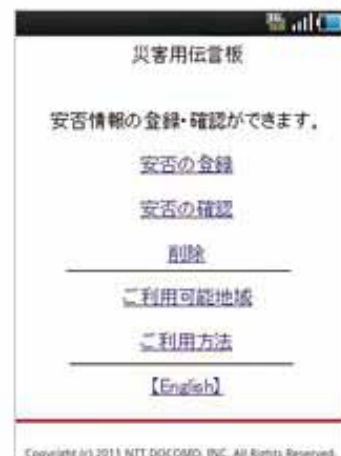 災害用伝言板
安否情報の登録・確認ができます。
安否の登録
安否の確認
削除
ご利用可能地域
ご利用方法
【English】
Copyright (c) 2011 NTT DOCOMO, INC. All Rights Reserved.